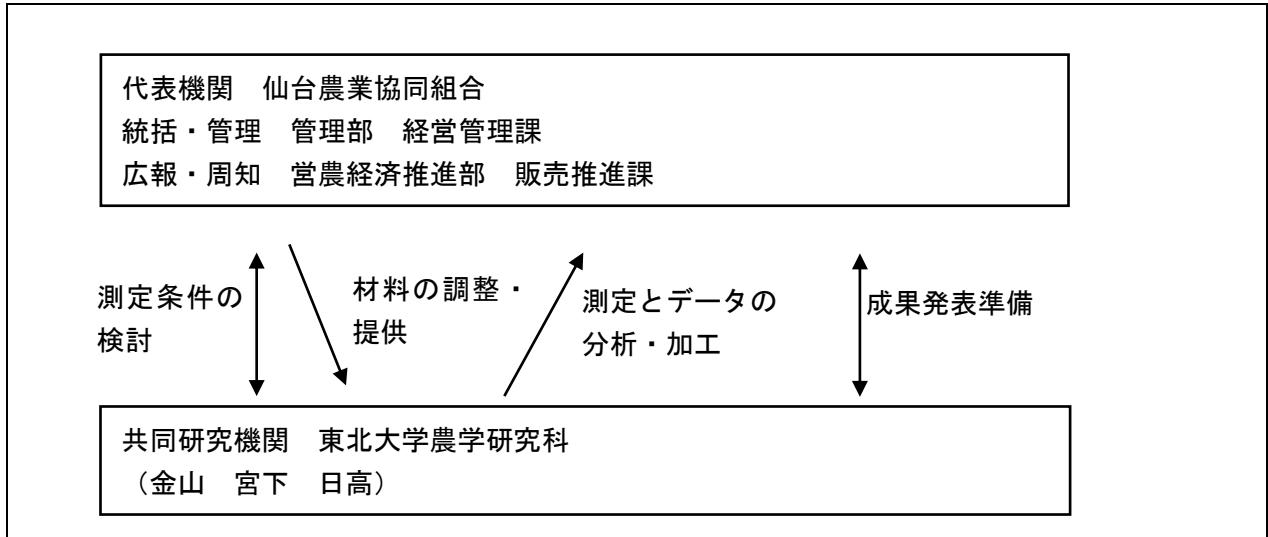 代表機関　仙台農業協同組合
統括・管理　管理部　経営管理課
広報・周知　営農経済推進部　販売推進課
測定条件の
検討
材料の調整・
提供
測定とデータの
分析・加工
成果発表準備
共同研究機関　東北大学農学研究科
（金山　宮下　日高）